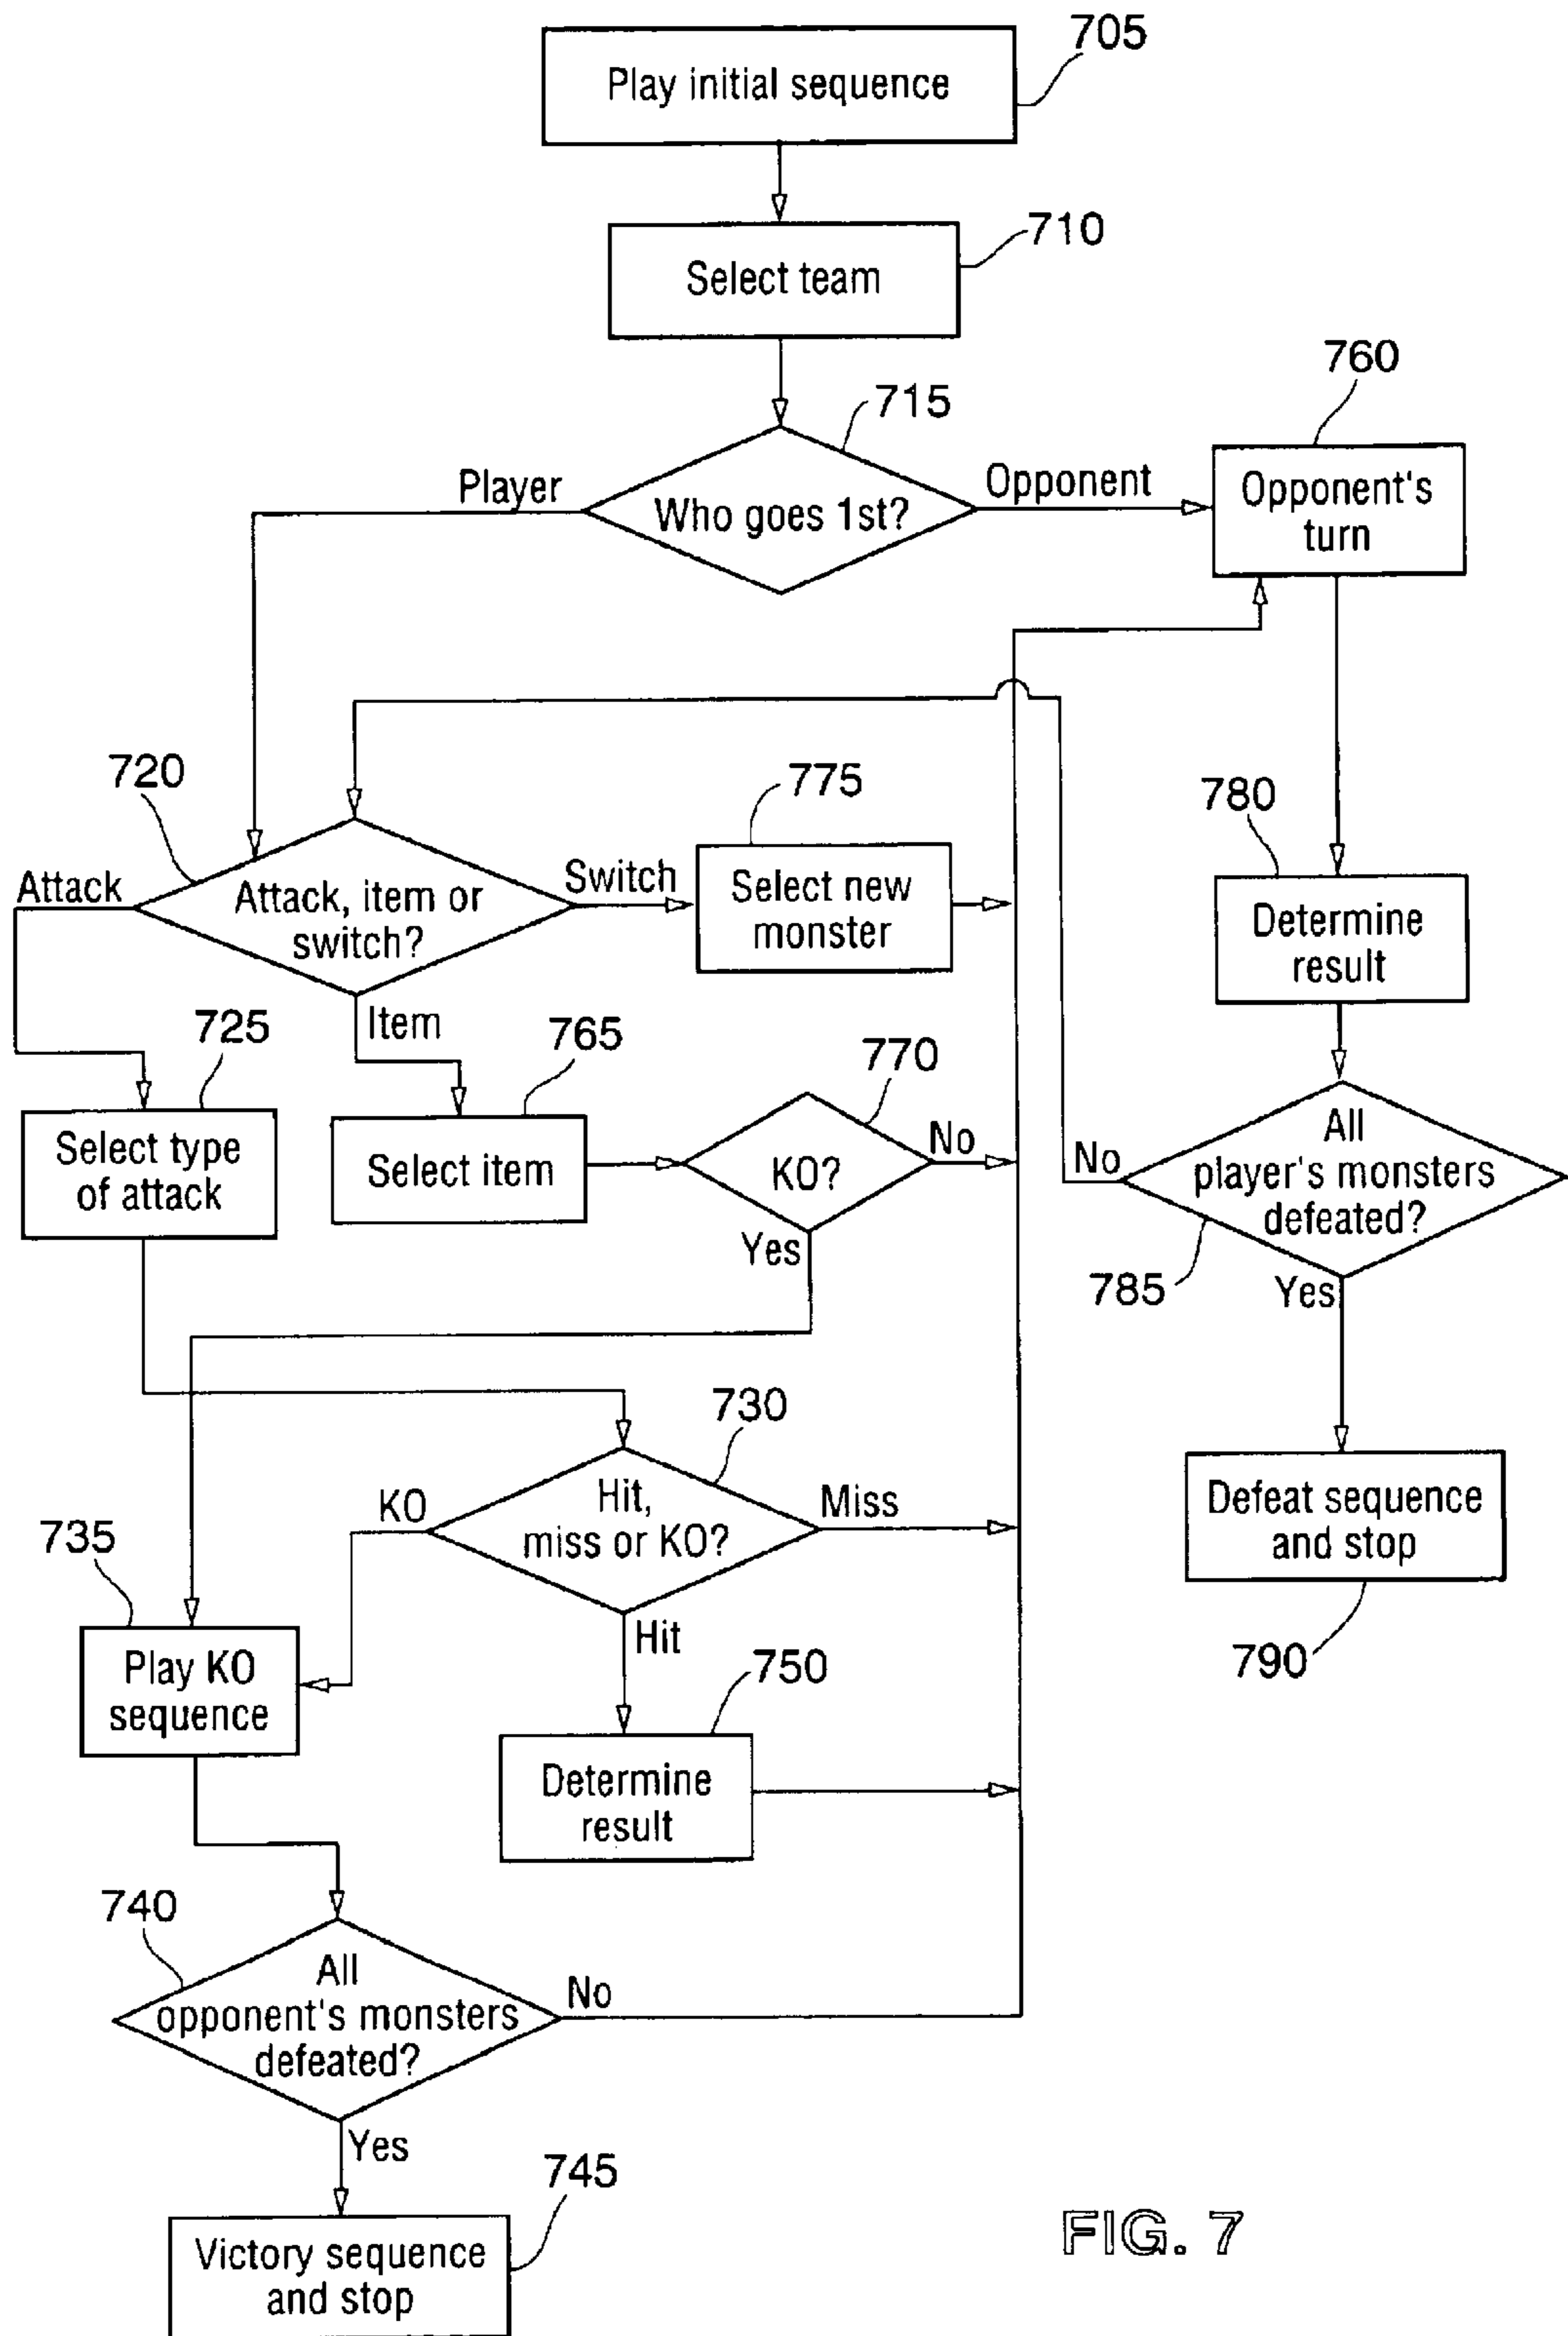 705
Play initial sequence
710
Select team
760
715
Player
Opponent
Who goes 1st?
Opponent's
turn
720
775
780
Attack
Switch
Attack, item or
switch?
Select new
monster
Determine
result
Item
725
765
770
Select type
of attack
Select item
KO?
No
Yes
No
All
player's monsters
defeated?
785
Yes
730
KO
Hit,
miss or KO?
Miss
Hit
Defeat sequence
and stop
790
735
Play KO
sequence
750
Determine
result
740
All
opponent's monsters
defeated?
No
Yes
745
Victory sequence
and stop
FIG. 7